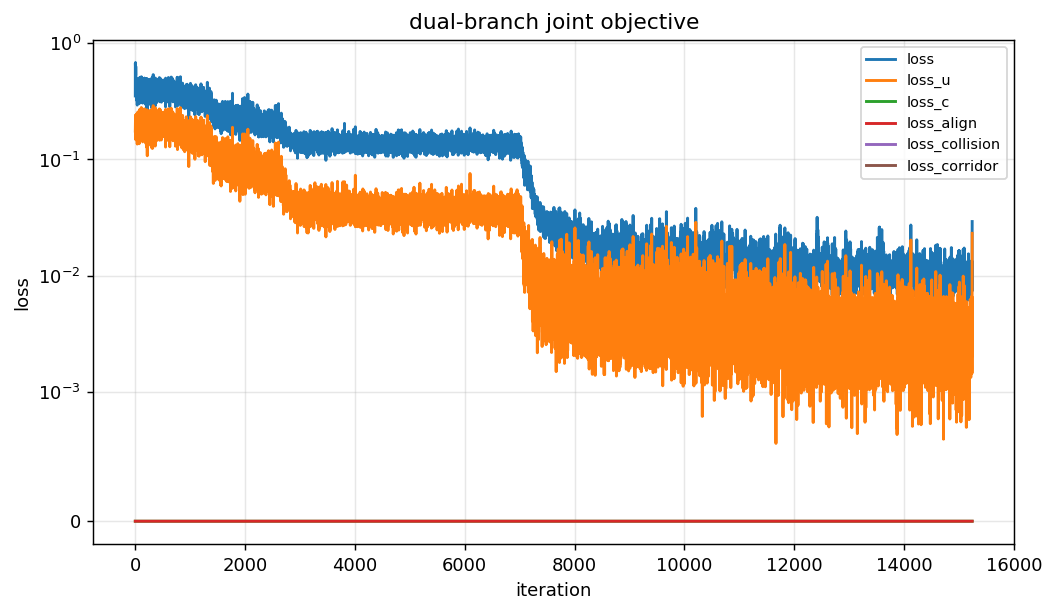 dual-branch joint objective
10⁰
10⁻¹
10⁻²
10⁻³
0
loss
loss
loss_u
loss_c
loss_align
loss_collision
loss_corridor
0 2000 4000 6000 8000 10000 12000 14000 16000
iteration